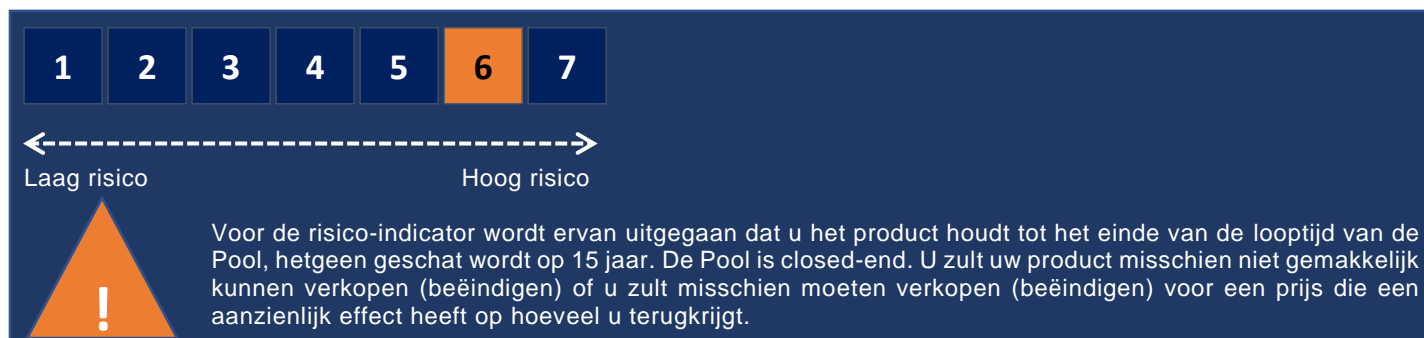 1 2 3 4 5 6 7
Laag risico Hoog risico
Voor de risico-indicator wordt ervan uitgegaan dat u het product houdt tot het einde van de looptijd van de
Pool, hetgeen geschat wordt op 15 jaar. De Pool is closed-end. U zult uw product misschien niet gemakkelijk
kunnen verkopen (beëindigen) of u zult misschien moeten verkopen (beëindigen) voor een prijs die een
aanzienlijk effect heeft op hoeveel u terugkrijgt.
!